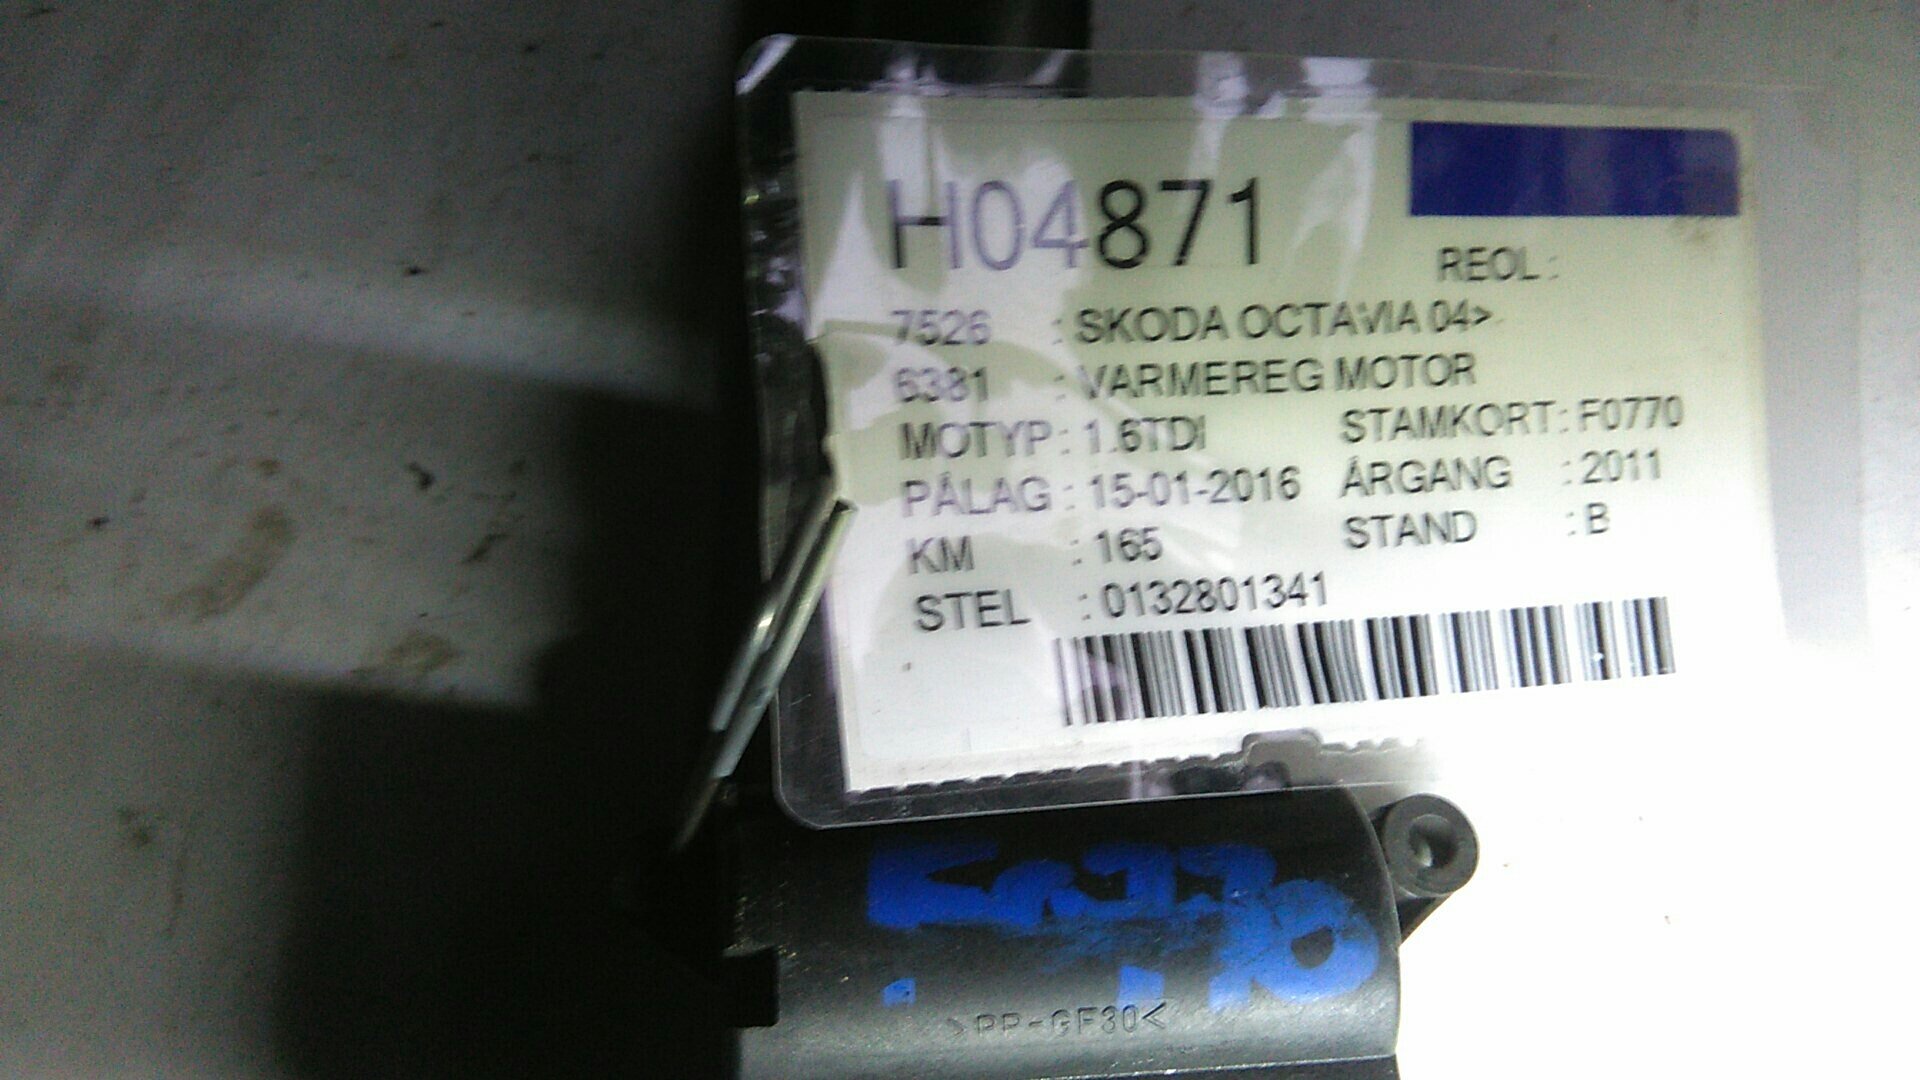 H04871
REOL :
7526 : SKODA OCTAVIA 04>
6381 : VARMEREG MOTOR
MOTYP : 1.6TDI STAMKORT : F0770
PÅLAG : 15-01-2016 ÅRGANG : 2011
KM : 165 STAND : B
STEL : 0132801341
>PP-GF30<